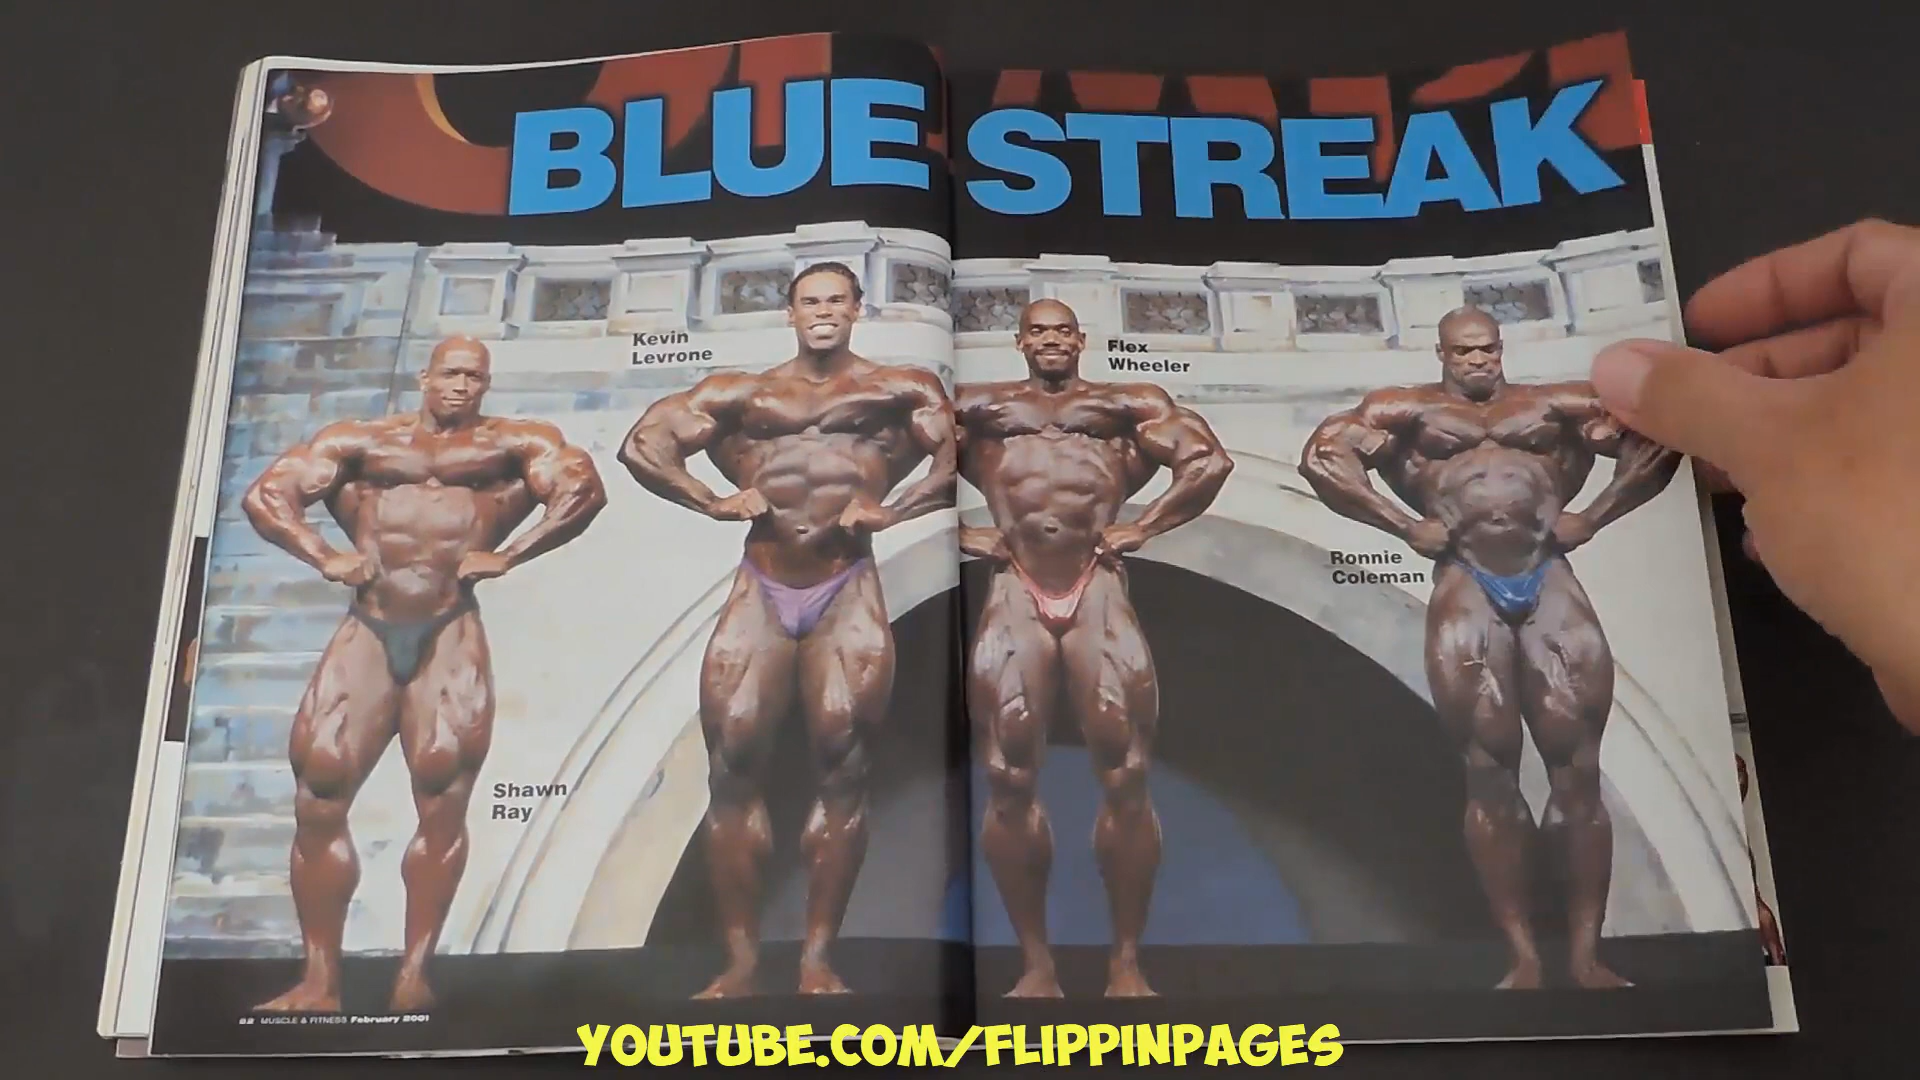 BLUE STREAK
Kevin
Levrone
Flex
Wheeler
Ronnie
Coleman
Shawn
Ray
82 MUSCLE & FITNESS February 2001
YOUTUBE.COM/FLIPPINPAGES